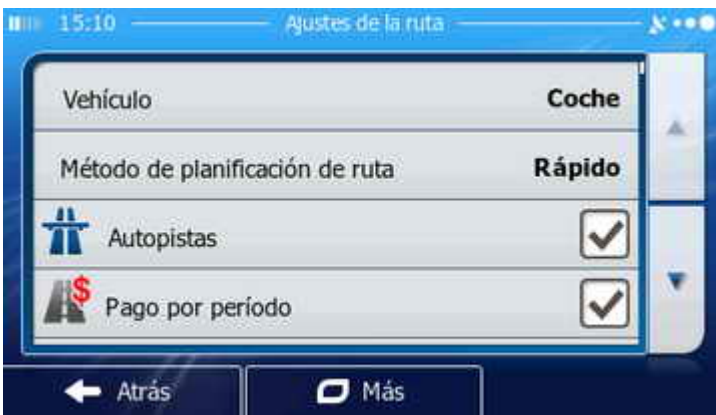 15:10 Ajustes de la ruta
Vehículo Coche
Método de planificación de ruta Rápido
Autopistas
$
Pago por período
Atrás Más